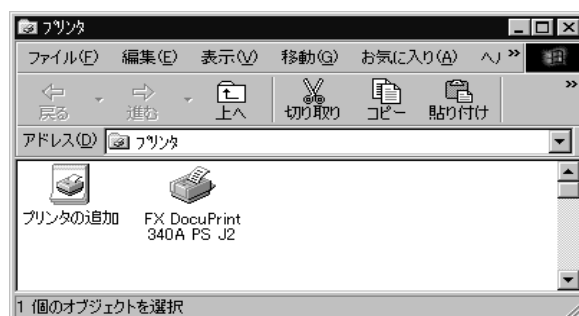 プリンタ
ファイル(F) 編集(E) 表示(V) 移動(G) お気に入り(A) ヘ »
戻る 進む 上へ 切り取り コピー 貼り付け »
アドレス(D) プリンタ
プリンタの追加
FX DocuPrint
340A PS J2
1 個のオブジェクトを選択